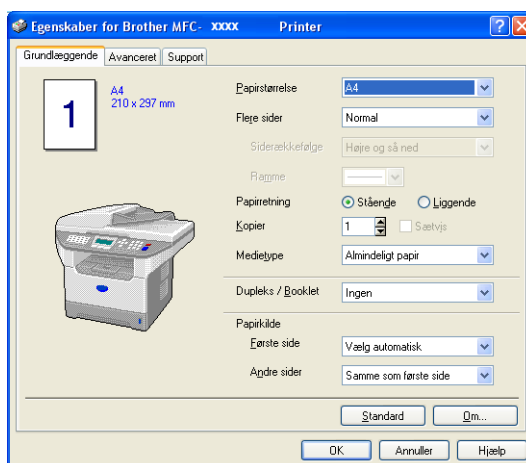 Egenskaber for Brother MFC- XXXX Printer
Grundlæggende Avanceret Support
1
A4
210 x 297 mm
Papirstørrelse A4
Flere sider Normal
Siderækkefølge Højre og så ned
Ramme
Papirretning Stående Liggende
Kopier 1 Sætvis
Medietype Almindeligt papir
Dupleks / Booklet Ingen
Papirkilde
Første side Vælg automatisk
Andre sider Samme som første side
Standard Om...
OK Annuller Hjælp